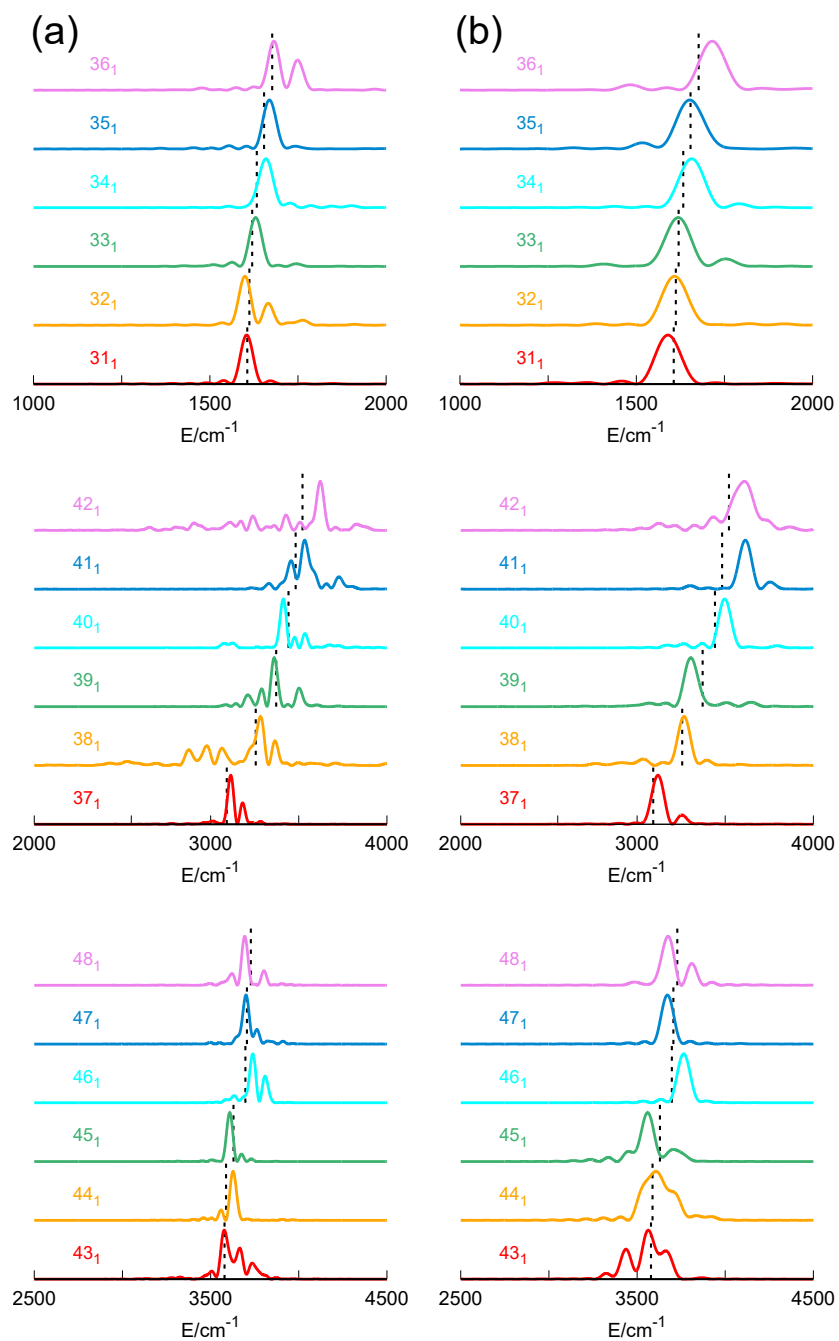 (a)
36₁
35₁
34₁
33₁
32₁
31₁
1000 1500 2000
E/cm⁻¹
42₁
41₁
40₁
39₁
38₁
37₁
2000 3000 4000
E/cm⁻¹
48₁
47₁
46₁
45₁
44₁
43₁
2500 3500 4500
E/cm⁻¹
(b)
36₁
35₁
34₁
33₁
32₁
31₁
1000 1500 2000
E/cm⁻¹
42₁
41₁
40₁
39₁
38₁
37₁
2000 3000 4000
E/cm⁻¹
48₁
47₁
46₁
45₁
44₁
43₁
2500 3500 4500
E/cm⁻¹